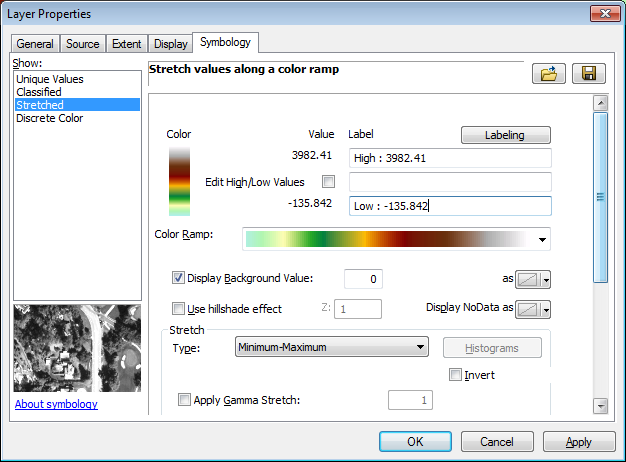 Layer Properties
General Source Extent Display Symbology
Show:
Unique Values
Classified
Stretched
Discrete Color
About symbology
Stretch values along a color ramp
Color Value Label Labeling
3982.41 High : 3982.41
Edit High/Low Values
-135.842 Low : -135.842
Color Ramp:
Display Background Value: 0 as
Use hillshade effect Z: 1 Display NoData as
Stretch
Type: Minimum-Maximum Histograms
Invert
Apply Gamma Stretch: 1
OK Cancel Apply